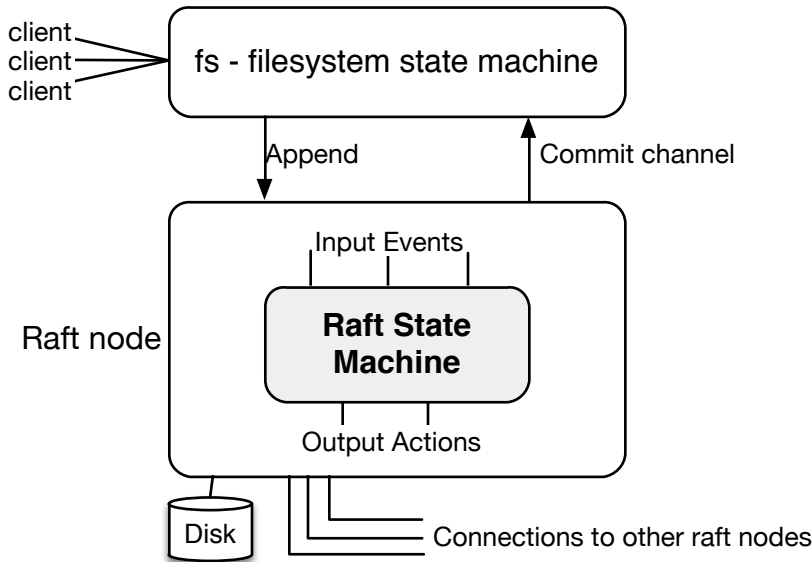 client
client
client
fs - filesystem state machine
Append
Commit channel
Input Events
Raft node
Raft State
Machine
Output Actions
Disk
Connections to other raft nodes